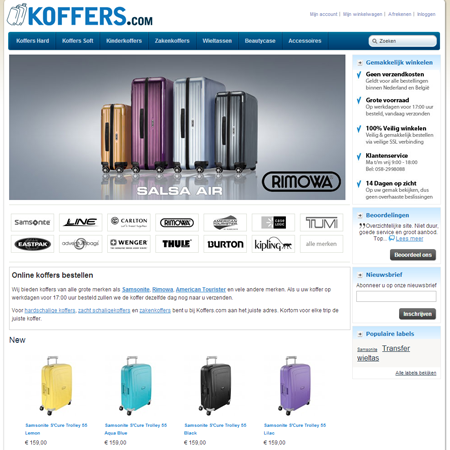 KOFFERS.COM
Mijn account | Mijn winkelwagen | Afrekenen | Inloggen
Koffers Hard Koffers Soft Kinderkoffers Zakenkoffers Wieltassen Beautycase Accessoires Zoeken
SALSA AIR
RIMOWA
Gemakkelijk winkelen
Geen verzendkosten
Geldt voor alle bestellingen
binnen Nederland en België
Grote voorraad
Op werkdagen voor 17:00 uur
besteld, vandaag verzonden
100% Veilig winkelen
Veilig & gemakkelijk bestellen
via veilige SSL verbinding
Klantenservice
Ma t/m vrij 9:00 - 18:00
Bel: 058-2998088
14 Dagen op zicht
Op uw gemak bekijken, dus
geen overhaaste beslissingen
Samsonite LINE CARLTON RIMOWA AMERICAN TOURISTER CASE LOGIC TUMI
EASTPAK adventure bags WENGER THULE BURTON kipling alle merken
Beoordelingen
Overzichtelijke site. Niet duur,
goede service en groot aanbod.
Top... Lees meer
Beoordeel ons
Online koffers bestellen
Wij bieden koffers van alle grote merken als Samsonite, Rimowa, American Tourister en vele andere merken. Als u uw koffer op
werkdagen voor 17:00 uur besteld zullen we de koffer dezelfde dag nog naar u verzenden.
Voor hardschalige koffers, zacht schalige koffers en zakenkoffers bent u bij Koffers.com aan het juiste adres. Kortom voor elke trip de
juiste koffer.
Nieuwsbrief
Abonneer u op onze nieuwsbrief
Inschrijven
Populaire labels
Samsonite Transfer
wieltas
Alle labels bekijken
New
Samsonite S'Cure Trolley 55
Lemon
€ 159,00
Samsonite S'Cure Trolley 55
Aqua Blue
€ 159,00
Samsonite S'Cure Trolley 55
Black
€ 159,00
Samsonite S'Cure Trolley 55
Lilac
€ 159,00